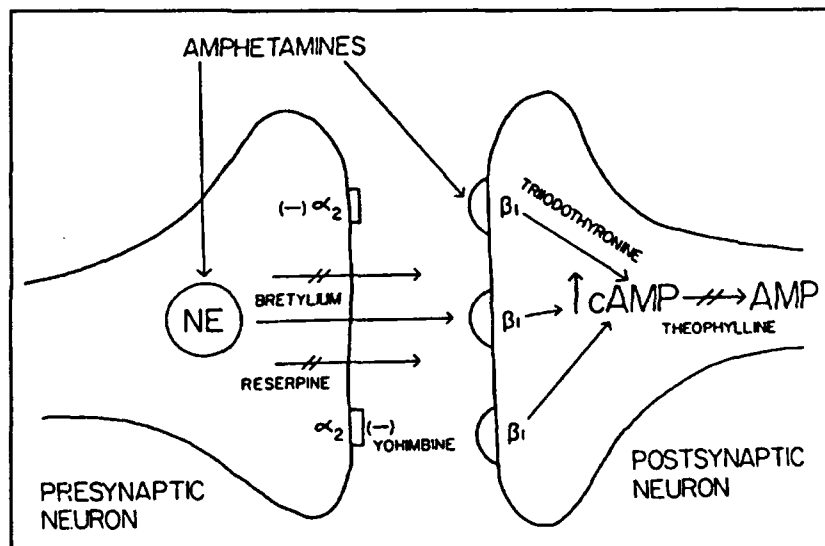 AMPHETAMINES
(—) α₂
β₁
TRIIODOTHYRONINE
BRETYLIUM
NE
β₁
↑cAMP AMP
THEOPHYLLINE
RESERPINE
α₂ (—)
YOHIMBINE
β₁
PRESYNAPTIC
NEURON
POSTSYNAPTIC
NEURON